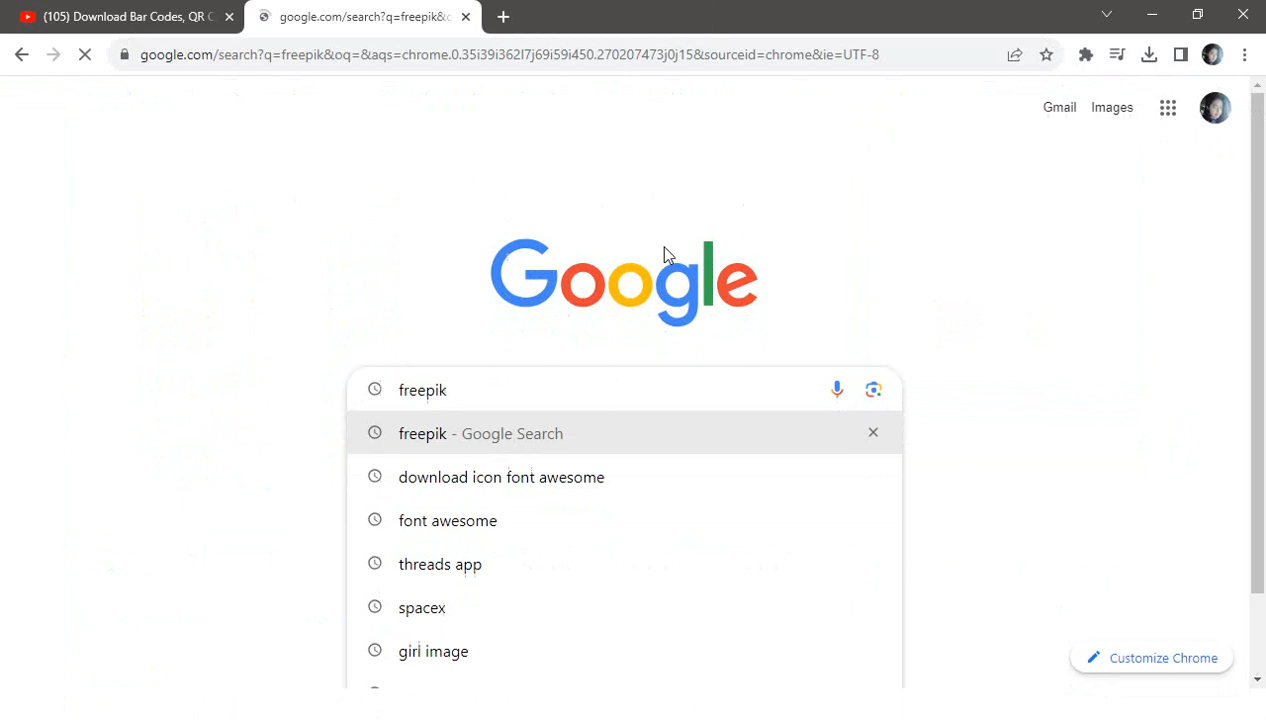 (105) Download Bar Codes, QR C
google.com/search?q=freepik&o
google.com/search?q=freepik&oq=&aqs=chrome.0.35i39i362l7j69i59i450.270207473j0j15&sourceid=chrome&ie=UTF-8
Gmail Images
Google
freepik
freepik - Google Search
download icon font awesome
font awesome
threads app
spacex
girl image
Customize Chrome